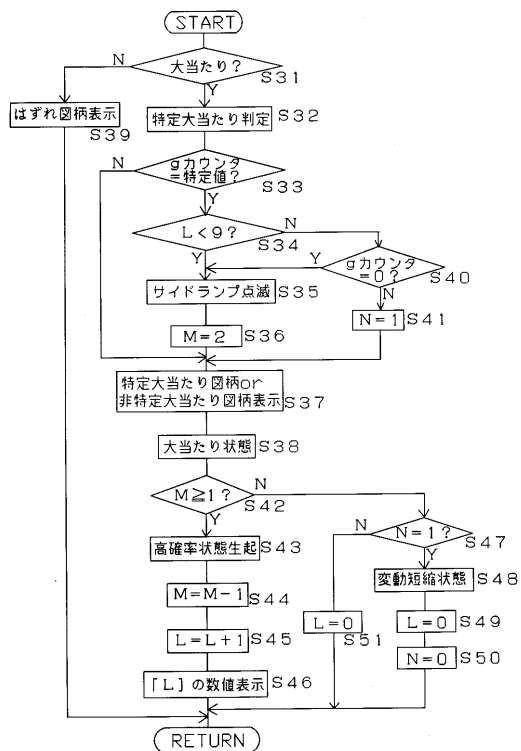 START
N
大当たり？
S31
Y
はずれ図柄表示
S39
特定大当たり判定
S32
N
gカウンタ
＝特定値？
S33
Y
N
L＜9？
S34
Y
Y
gカウンタ
＝0？
S40
サイドランプ点滅
S35
N
N＝1
S41
M＝2
S36
特定大当たり図柄or
非特定大当たり図柄表示
S37
大当たり状態
S38
M≧1？
N
S42
Y
N
N＝1？
S47
Y
高確率状態生起
S43
変動短縮状態
S48
M＝M－1
S44
L＝0
S51
L＝0
S49
L＝L＋1
S45
N＝0
S50
「L」の数値表示
S46
RETURN